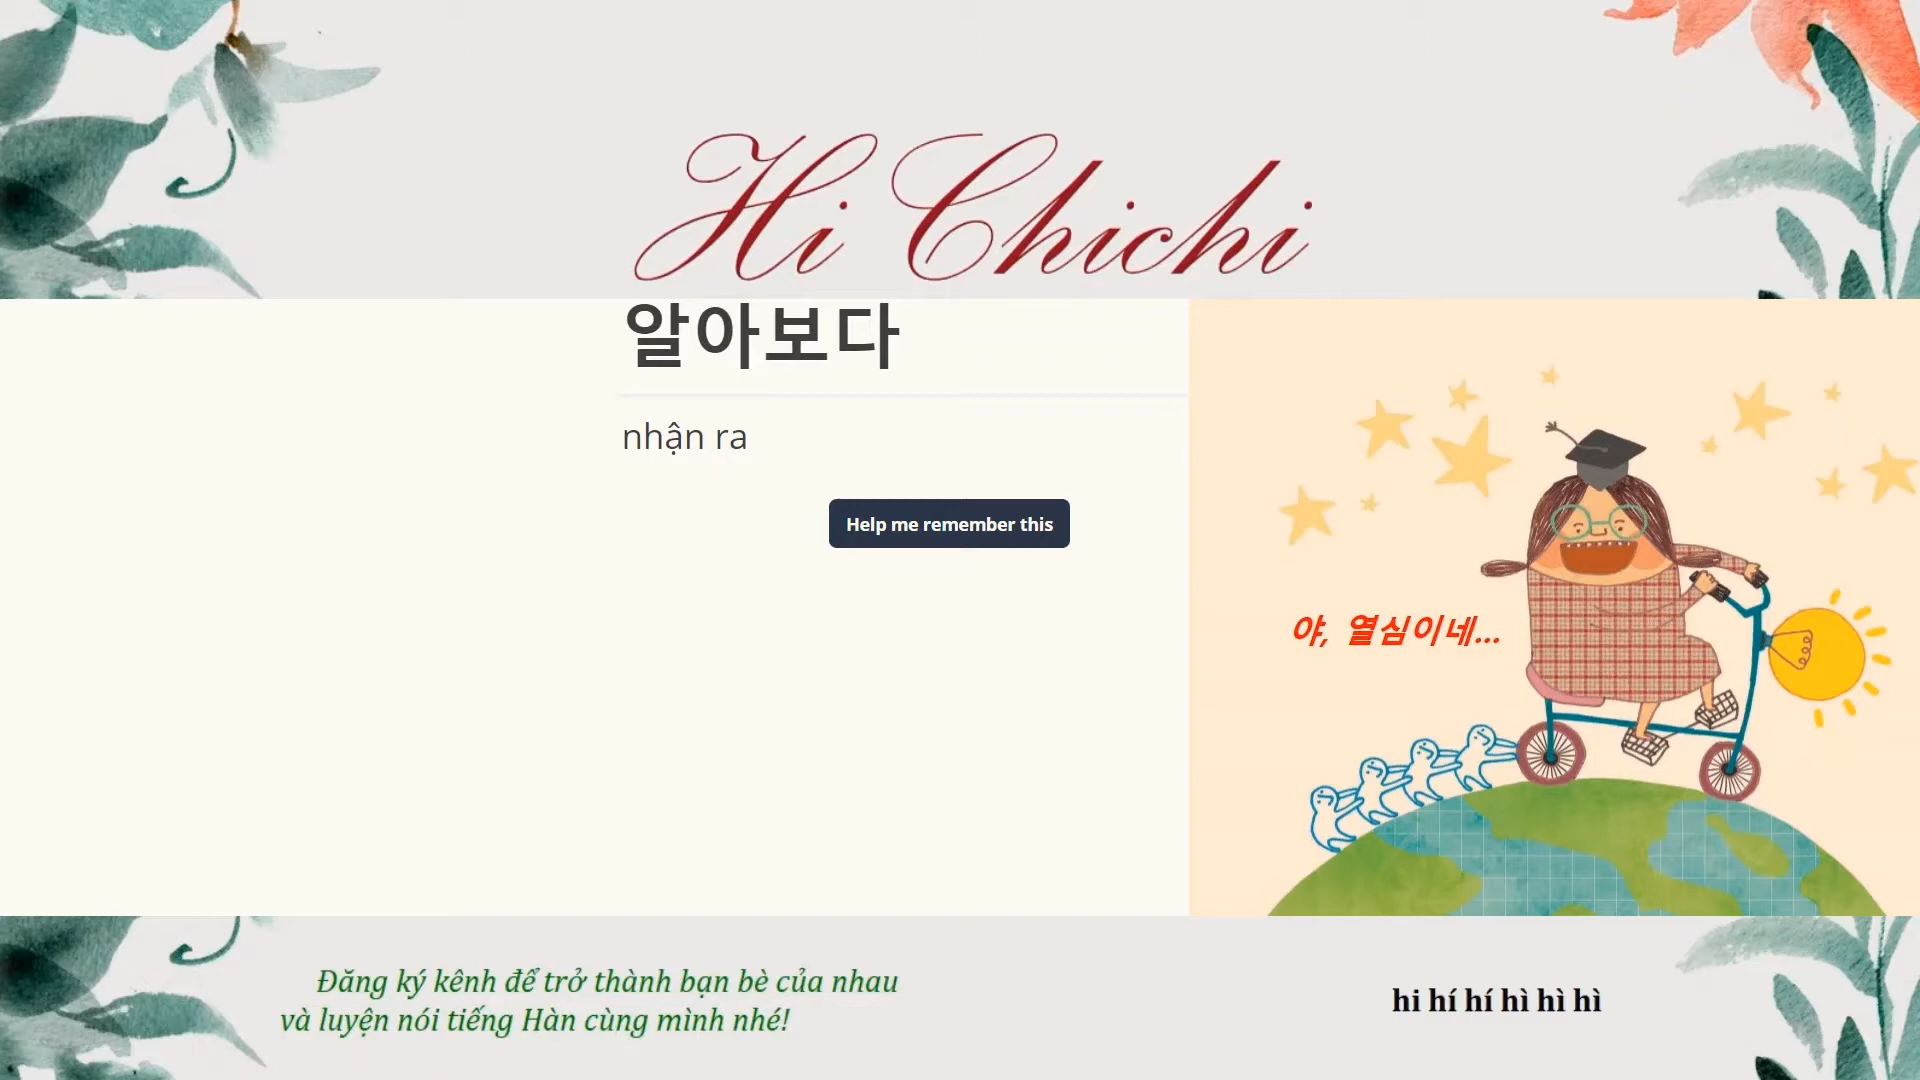 Hi Chichi
알아보다
nhận ra
Help me remember this
야, 열심이네...
Đăng ký kênh để trở thành bạn bè của nhau
và luyện nói tiếng Hàn cùng mình nhé!
hi hí hí hì hì hì